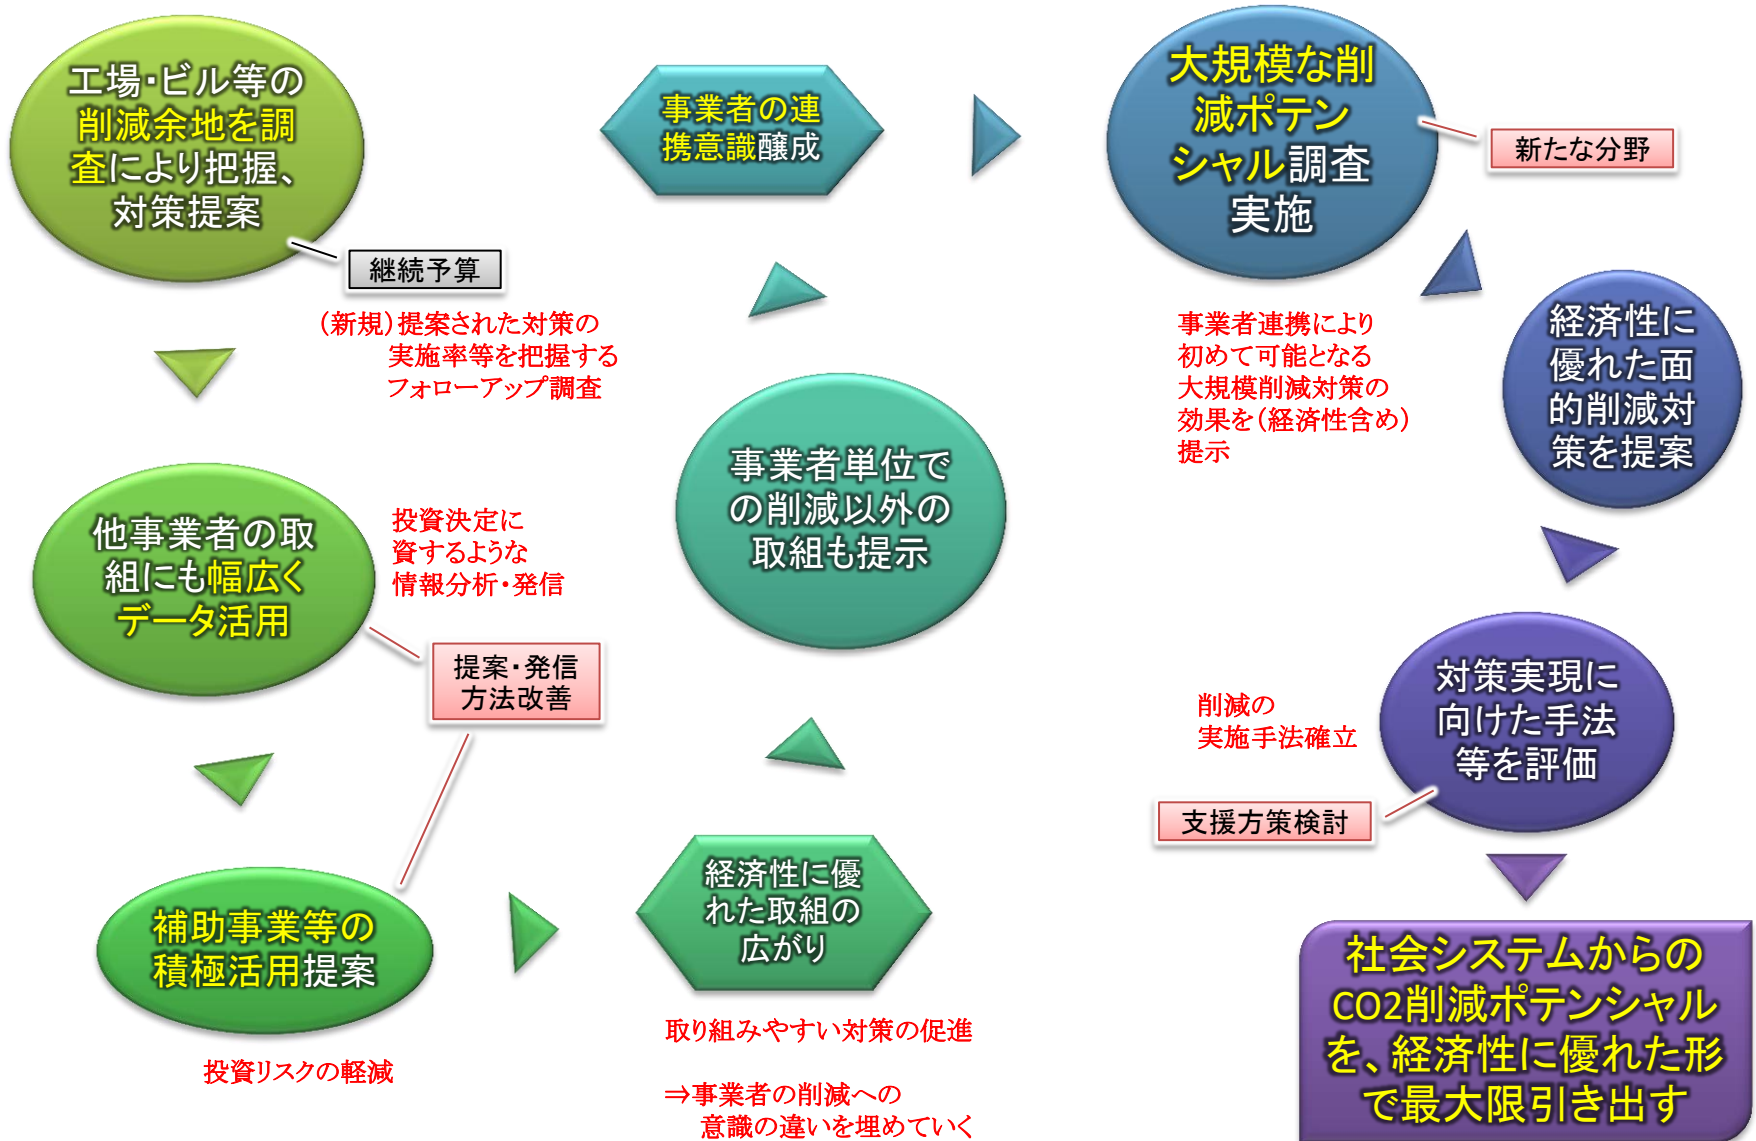 工場・ビル等の
削減余地を調
査により把握、
対策提案
継続予算
（新規）提案された対策の
実施率等を把握する
フォローアップ調査
他事業者の取
組にも幅広く
データ活用
投資決定に
資するような
情報分析・発信
提案・発信
方法改善
補助事業等の
積極活用提案
投資リスクの軽減
経済性に優
れた取組の
広がり
取り組みやすい対策の促進
⇒事業者の削減への
意識の違いを埋めていく
事業者単位で
の削減以外の
取組も提示
事業者の連
携意識醸成
大規模な削
減ポテン
シャル調査
実施
新たな分野
事業者連携により
初めて可能となる
大規模削減対策の
効果を（経済性含め）
提示
経済性に
優れた面
的削減対
策を提案
対策実現に
向けた手法
等を評価
削減の
実施手法確立
支援方策検討
社会システムからの
CO2削減ポテンシャル
を、経済性に優れた形
で最大限引き出す